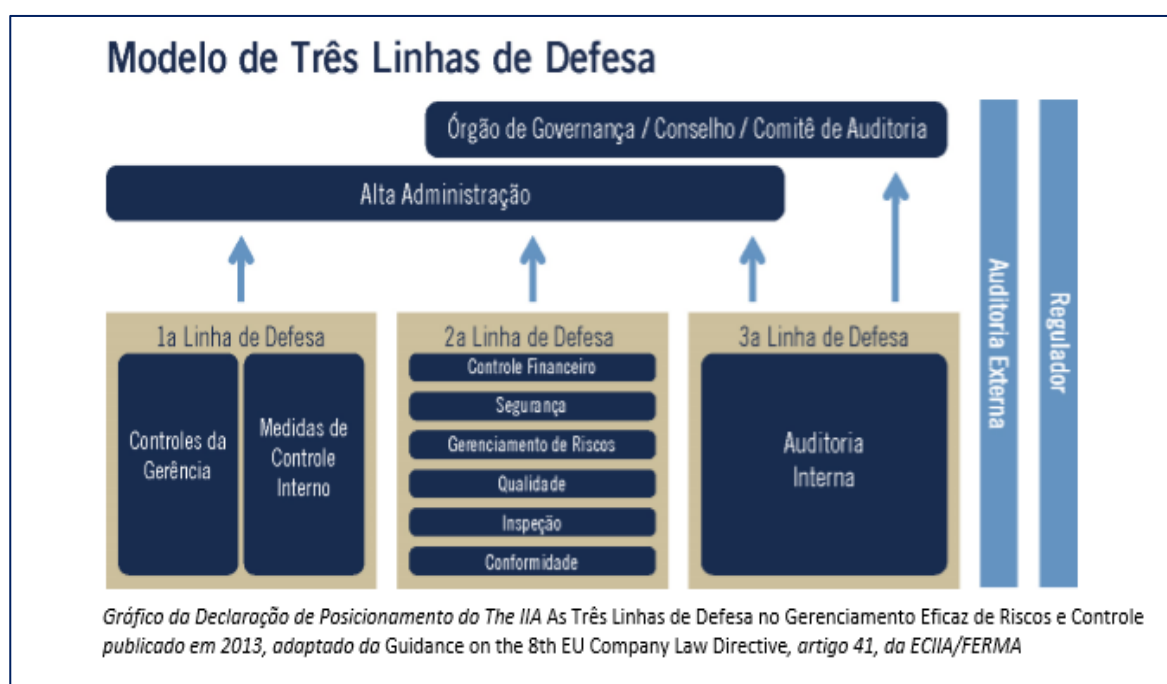 Modelo de Três Linhas de Defesa
Órgão de Governança / Conselho / Comitê de Auditoria
Alta Administração
1a Linha de Defesa
Controles da
Gerência
Medidas de
Controle
Interno
2a Linha de Defesa
Controle Financeiro
Segurança
Gerenciamento de Riscos
Qualidade
Inspeção
Conformidade
3a Linha de Defesa
Auditoria
Interna
Auditoria Externa
Regulador
Gráfico da Declaração de Posicionamento do The IIA As Três Linhas de Defesa no Gerenciamento Eficaz de Riscos e Controle
publicado em 2013, adaptado da Guidance on the 8th EU Company Law Directive, artigo 41, da ECIIA/FERMA